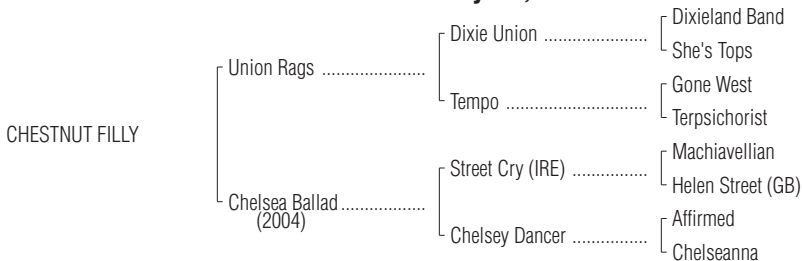 Dixieland Band
Dixie Union ......................
She's Tops
Union Rags ......................
Gone West
Tempo ..............................
Terpsichorist
CHESTNUT FILLY
Machiavellian
Street Cry (IRE) ................
Helen Street (GB)
Chelsea Ballad ..................
(2004)
Affirmed
Chelsey Dancer ................
Chelseanna